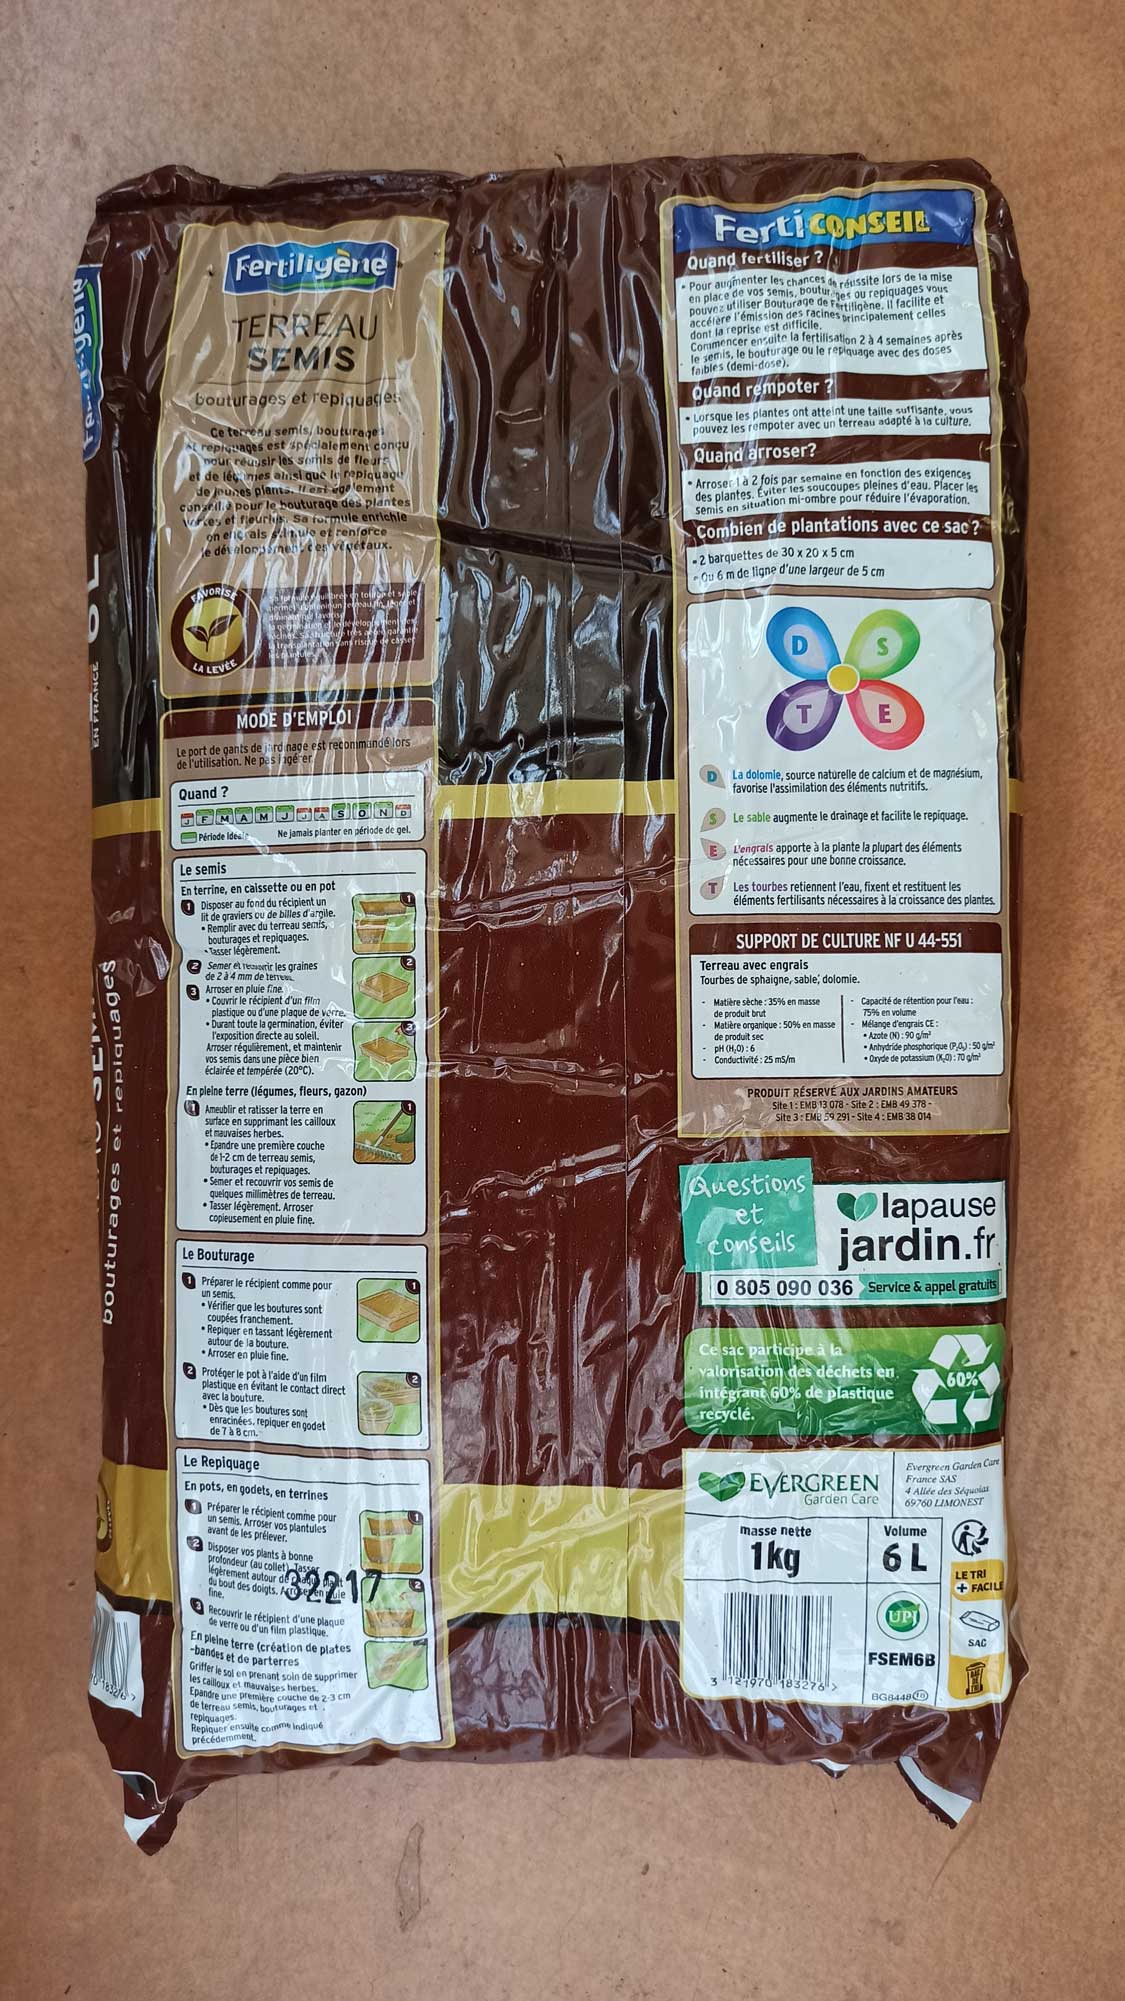 Fertiligène
TERREAU
SEMIS
bouturages et repiquages
Ce terreau semis, bouturages
et repiquages est spécialement conçu
pour réussir les semis de fleurs
et de légumes ainsi que le repiquage
de jeunes plants. Il est également
conseillé pour le bouturage des plantes
vertes et fleuries. Sa formule enrichie
en engrais stimule et renforce
le développement des végétaux.
FAVORISE
LA LEVÉE
MODE D'EMPLOI
Le port de gants de jardinage est recommandé lors
de l'utilisation. Ne pas ingérer.
Quand ?
J F M A M J J A S O N D
Période Idéale
Ne jamais planter en période de gel.
Le semis
En terrine, en caissette ou en pot
1 Disposer au fond du récipient un
lit de graviers ou de billes d'argile.
• Remplir avec du terreau semis,
bouturages et repiquages.
• Tasser légèrement.
2 Semer et recouvrir les graines
de 2 à 4 mm de terreau.
3 Arroser en pluie fine.
• Couvrir le récipient d'un film
plastique ou d'une plaque de verre.
• Durant toute la germination, éviter
l'exposition directe au soleil.
Arroser régulièrement, et maintenir
vos semis dans une pièce bien
éclairée et tempérée (20°C).
En pleine terre (légumes, fleurs, gazon)
1 Ameublir et ratisser la terre en
surface en supprimant les cailloux
et mauvaises herbes.
• Epandre une première couche
de 1-2 cm de terreau semis,
bouturages et repiquages.
• Semer et recouvrir vos semis de
quelques millimètres de terreau.
• Tasser légèrement. Arroser
copieusement en pluie fine.
Le Bouturage
1 Préparer le récipient comme pour
un semis.
• Vérifier que les boutures sont
coupées franchement.
• Repiquer en tassant légèrement
autour de la bouture.
• Arroser en pluie fine.
2 Protéger le pot à l'aide d'un film
plastique en évitant le contact direct
avec la bouture.
• Dès que les boutures sont
enracinées, repiquer en godet
de 7 à 8 cm.
Le Repiquage
En pots, en godets, en terrines
1 Préparer le récipient comme pour
un semis. Arroser vos plantules
avant de les prélever.
2 Disposer vos plants à bonne
profondeur (au collet). Tasser
légèrement autour de chaque plant
du bout des doigts. Arroser en pluie
fine.
32217
3 Recouvrir le récipient d'une plaque
de verre ou d'un film plastique.
En pleine terre (création de plates
-bandes et de parterres
Griffer le sol en prenant soin de supprimer
les cailloux et mauvaises herbes.
Epandre une première couche de 2-3 cm
de terreau semis, bouturages et
repiquages.
Repiquer ensuite comme indiqué
précédemment.
FertiCONSEIL
Quand fertiliser ?
• Pour augmenter les chances de réussite lors de la mise
en place de vos semis, boutures ou repiquages vous
pouvez utiliser Bouturage de Fertiligène. Il facilite et
accélère l'émission des racines principalement celles
dont la reprise est difficile.
Commencer ensuite la fertilisation 2 à 4 semaines après
le semis, le bouturage ou le repiquage avec des doses
faibles (demi-dose).
Quand rempoter ?
• Lorsque les plantes ont atteint une taille suffisante, vous
pouvez les rempoter avec un terreau adapté à la culture.
Quand arroser?
• Arroser 1 à 2 fois par semaine en fonction des exigences
des plantes. Éviter les soucoupes pleines d'eau. Placer les
semis en situation mi-ombre pour réduire l'évaporation.
Combien de plantations avec ce sac ?
- 2 barquettes de 30 x 20 x 5 cm
- Ou 6 m de ligne d'une largeur de 5 cm
D S
T E
D La dolomie, source naturelle de calcium et de magnésium,
favorise l'assimilation des éléments nutritifs.
S Le sable augmente le drainage et facilite le repiquage.
E L'engrais apporte à la plante la plupart des éléments
nécessaires pour une bonne croissance.
T Les tourbes retiennent l'eau, fixent et restituent les
éléments fertilisants nécessaires à la croissance des plantes.
SUPPORT DE CULTURE NF U 44-551
Terreau avec engrais
Tourbes de sphaigne, sable, dolomie.
- Matière sèche : 35% en masse
de produit brut
- Matière organique : 50% en masse
de produit sec
- pH (H₂O) : 6
- Conductivité : 25 mS/m
- Capacité de rétention pour l'eau :
75% en volume
- Mélange d'engrais CE :
• Azote (N) : 90 g/m³
• Anhydride phosphorique (P₂O₅) : 50 g/m³
• Oxyde de potassium (K₂O) : 70 g/m³
PRODUIT RÉSERVÉ AUX JARDINS AMATEURS
Site 1 : EMB 13 078 - Site 2 : EMB 49 378 -
Site 3 : EMB 59 291 - Site 4 : EMB 38 014
Questions
et
conseils
lapause
jardin.fr
0 805 090 036 Service & appel gratuits
Ce sac participe à la
valorisation des déchets en
intégrant 60% de plastique
recyclé.
60%
EVERGREEN
Garden Care
Evergreen Garden Care
France SAS
4 Allée des Séquoias
69760 LIMONEST
masse nette
1kg
Volume
6 L
UPJ
FSEM6B
LE TRI
+ FACILE
SAC
BAC
DE
TRI
3 121970 183276 >
BG8448
EN FRANCE
6 L
bouturages et repiquages